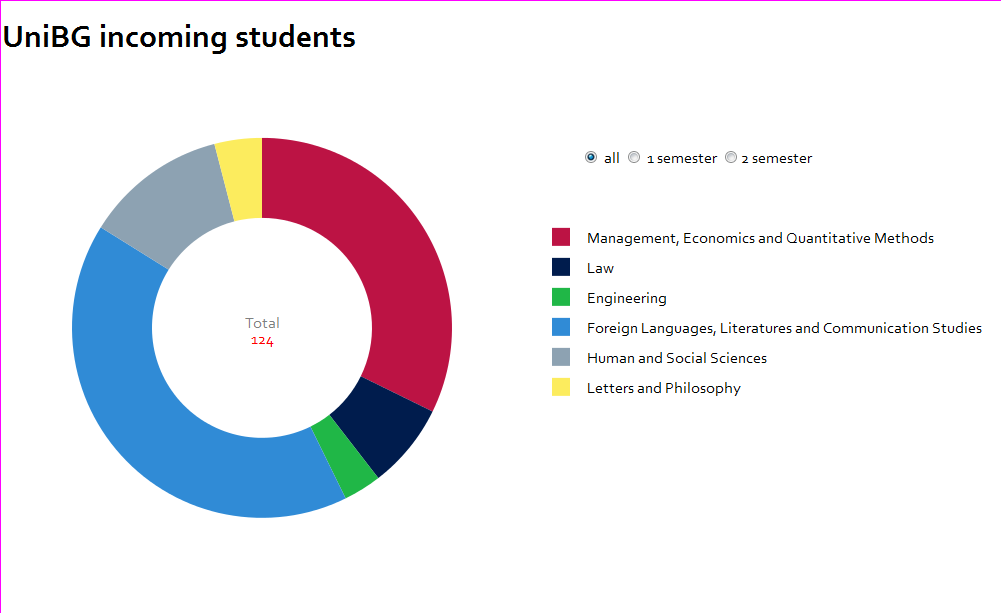 UniBG incoming students
all 1 semester 2 semester
Total
124
Management, Economics and Quantitative Methods
Law
Engineering
Foreign Languages, Literatures and Communication Studies
Human and Social Sciences
Letters and Philosophy